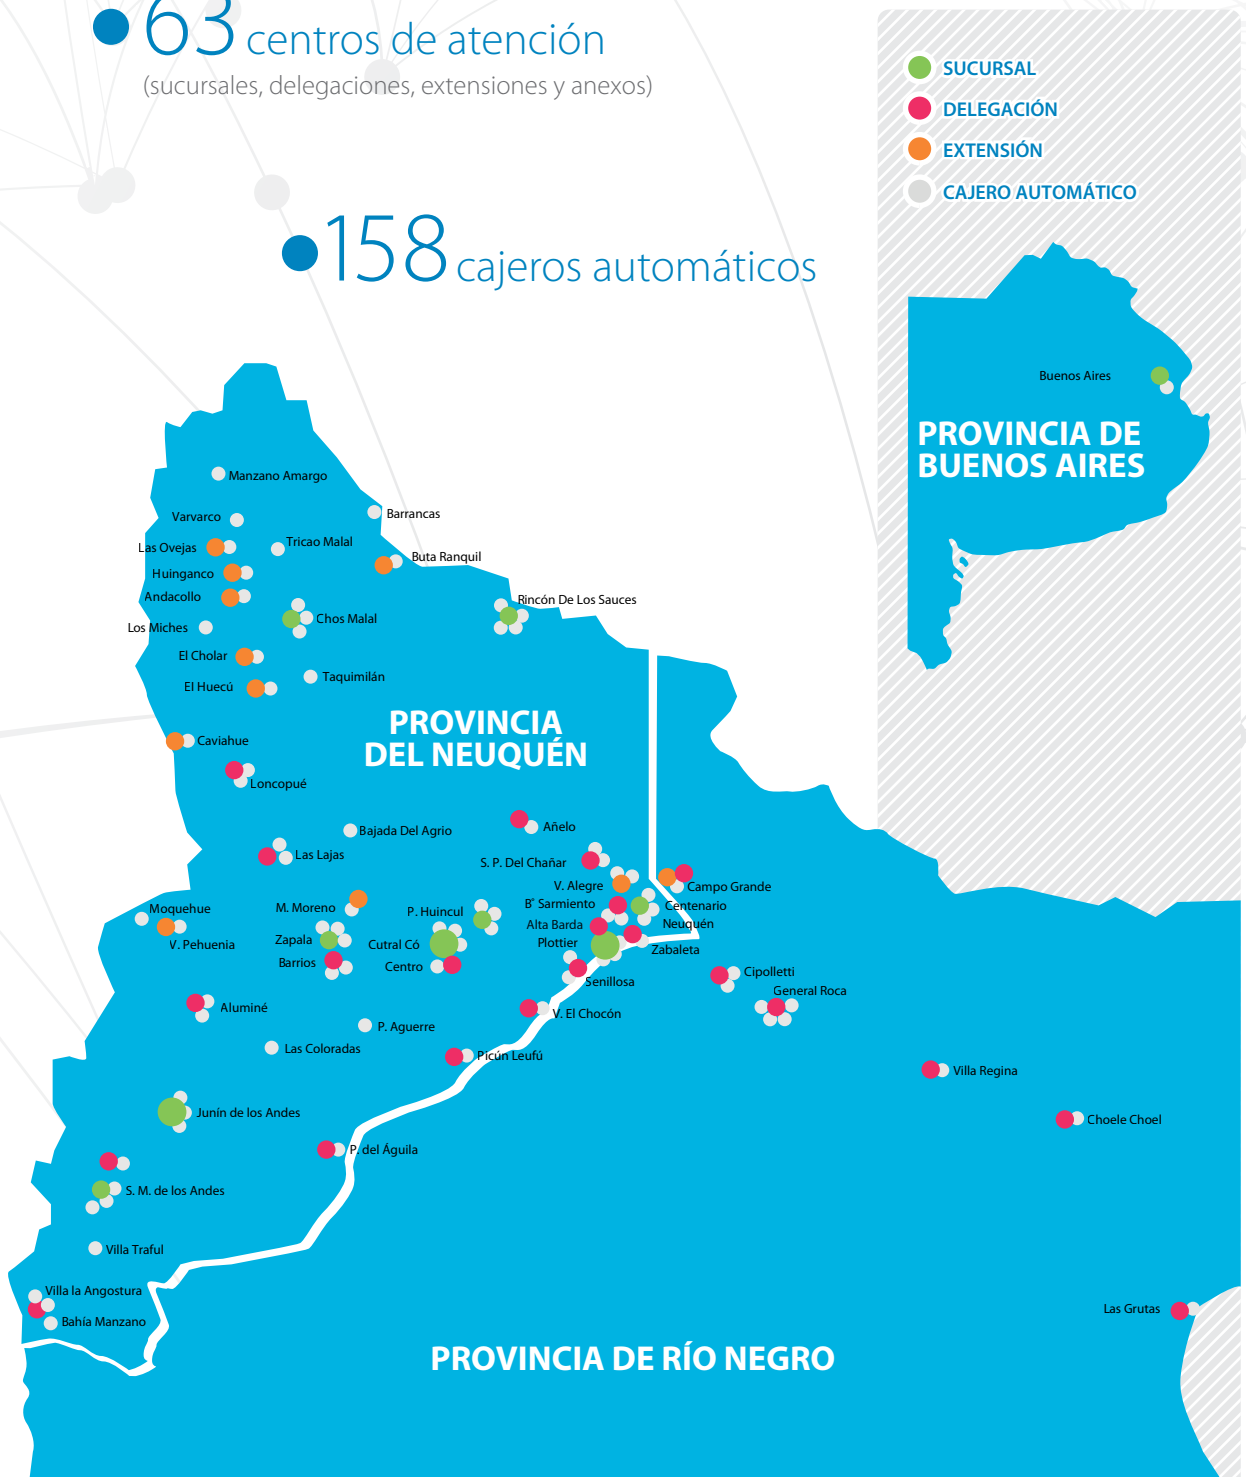 63 centros de atención
(sucursales, delegaciones, extensiones y anexos)
158 cajeros automáticos
SUCURSAL
DELEGACIÓN
EXTENSIÓN
CAJERO AUTOMÁTICO
Buenos Aires
PROVINCIA DE
BUENOS AIRES
Manzano Amargo
Barrancas
Varvarco
Las Ovejas
Tricao Malal
Buta Ranquil
Huinganco
Andacollo
Rincón De Los Sauces
Chos Malal
Los Miches
El Cholar
Taquimilán
El Huecú
PROVINCIA
DEL NEUQUÉN
Caviahue
Loncopué
Añelo
Bajada Del Agrio
Las Lajas
S. P. Del Chañar
V. Alegre
Campo Grande
B° Sarmiento
Centenario
M. Moreno
P. Huincul
Moquehue
Alta Barda
Neuquén
V. Pehuenia
Zapala
Cutral Có
Plottier
Zabaleta
Barrios
Centro
Senillosa
Cipolletti
General Roca
Aluminé
V. El Chocón
P. Aguerre
Las Coloradas
Picún Leufú
Villa Regina
Junín de los Andes
Choele Choel
P. del Águila
S. M. de los Andes
Villa Traful
Villa la Angostura
Bahía Manzano
Las Grutas
PROVINCIA DE RÍO NEGRO